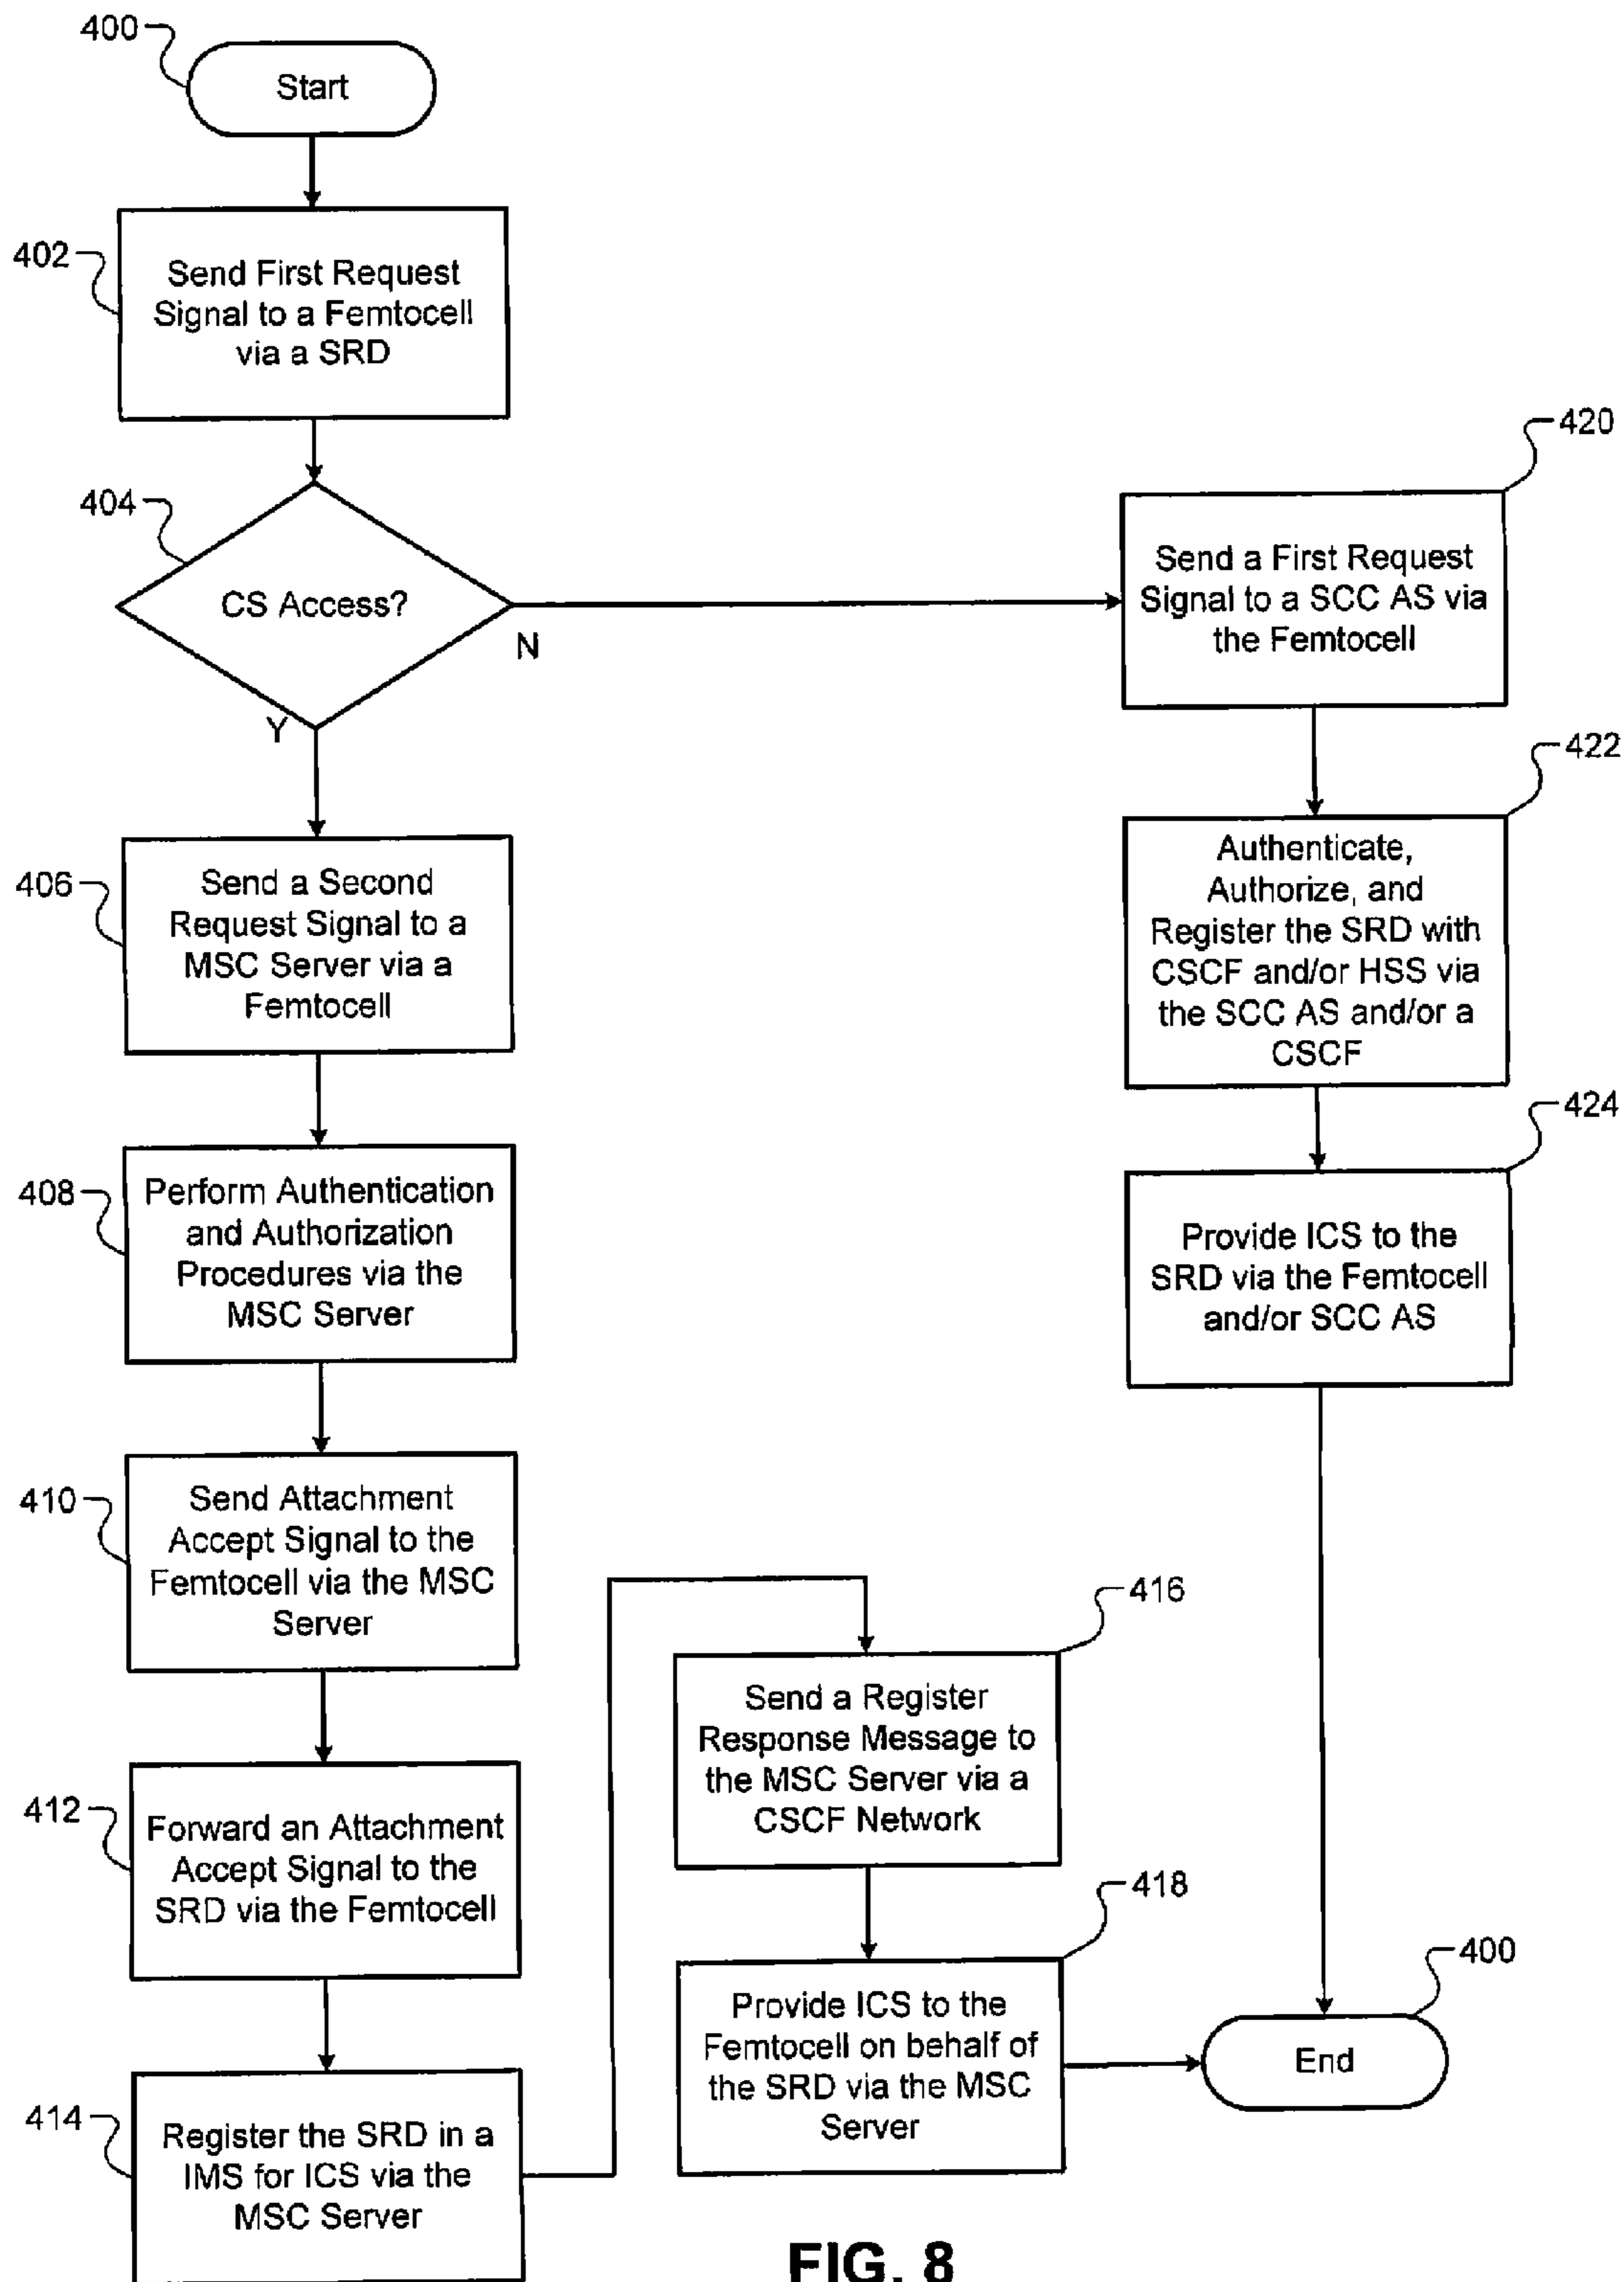 400
Start
402
Send First Request
Signal to a Femtocell
via a SRD
404
CS Access?
N
Y
406
Send a Second
Request Signal to a
MSC Server via a
Femtocell
408
Perform Authentication
and Authorization
Procedures via the
MSC Server
410
Send Attachment
Accept Signal to the
Femtocell via the MSC
Server
412
Forward an Attachment
Accept Signal to the
SRD via the Femtocell
414
Register the SRD in a
IMS for ICS via the
MSC Server
416
Send a Register
Response Message to
the MSC Server via a
CSCF Network
418
Provide ICS to the
Femtocell on behalf of
the SRD via the MSC
Server
420
Send a First Request
Signal to a SCC AS via
the Femtocell
422
Authenticate,
Authorize, and
Register the SRD with
CSCF and/or HSS via
the SCC AS and/or a
CSCF
424
Provide ICS to the
SRD via the Femtocell
and/or SCC AS
400
End
FIG. 8